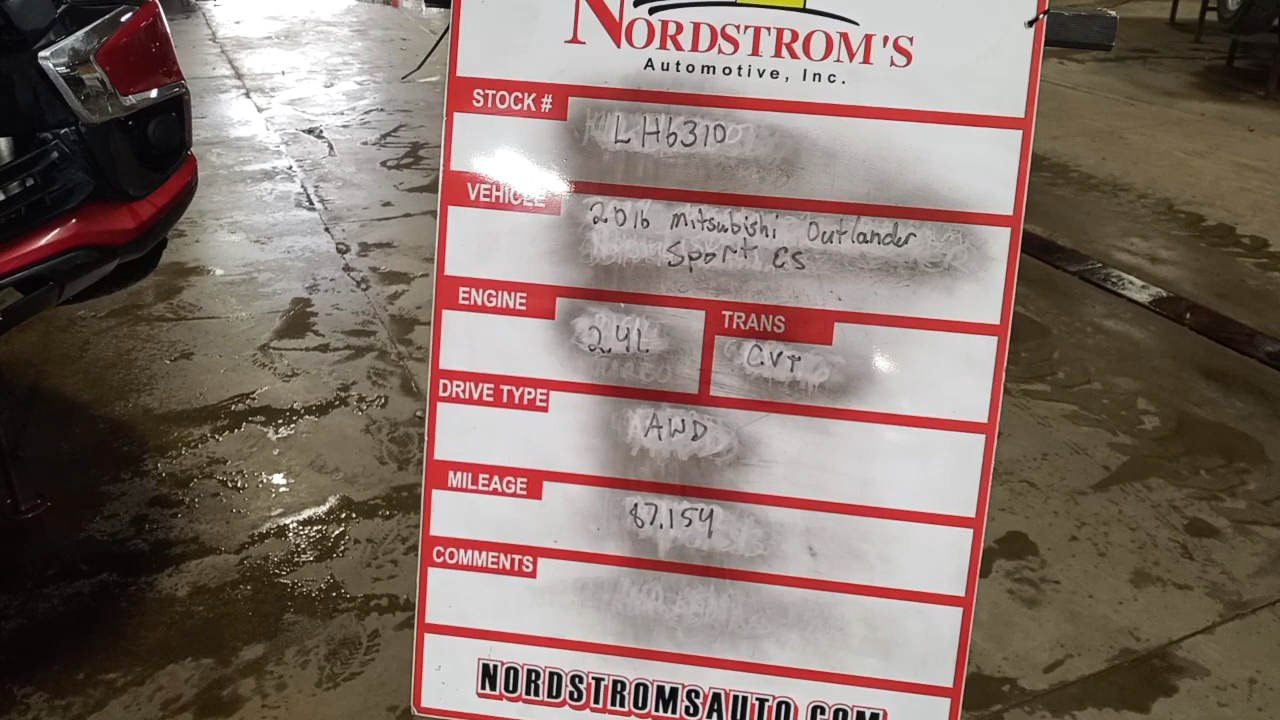 NORDSTROM'S
Automotive, Inc.
STOCK #
LH6310
VEHICLE
2016 Mitsubishi Outlander
Sport ES
ENGINE
2.4L
TRANS
CVT
DRIVE TYPE
AWD
MILEAGE
87,154
COMMENTS
NORDSTROMSAUTO.COM